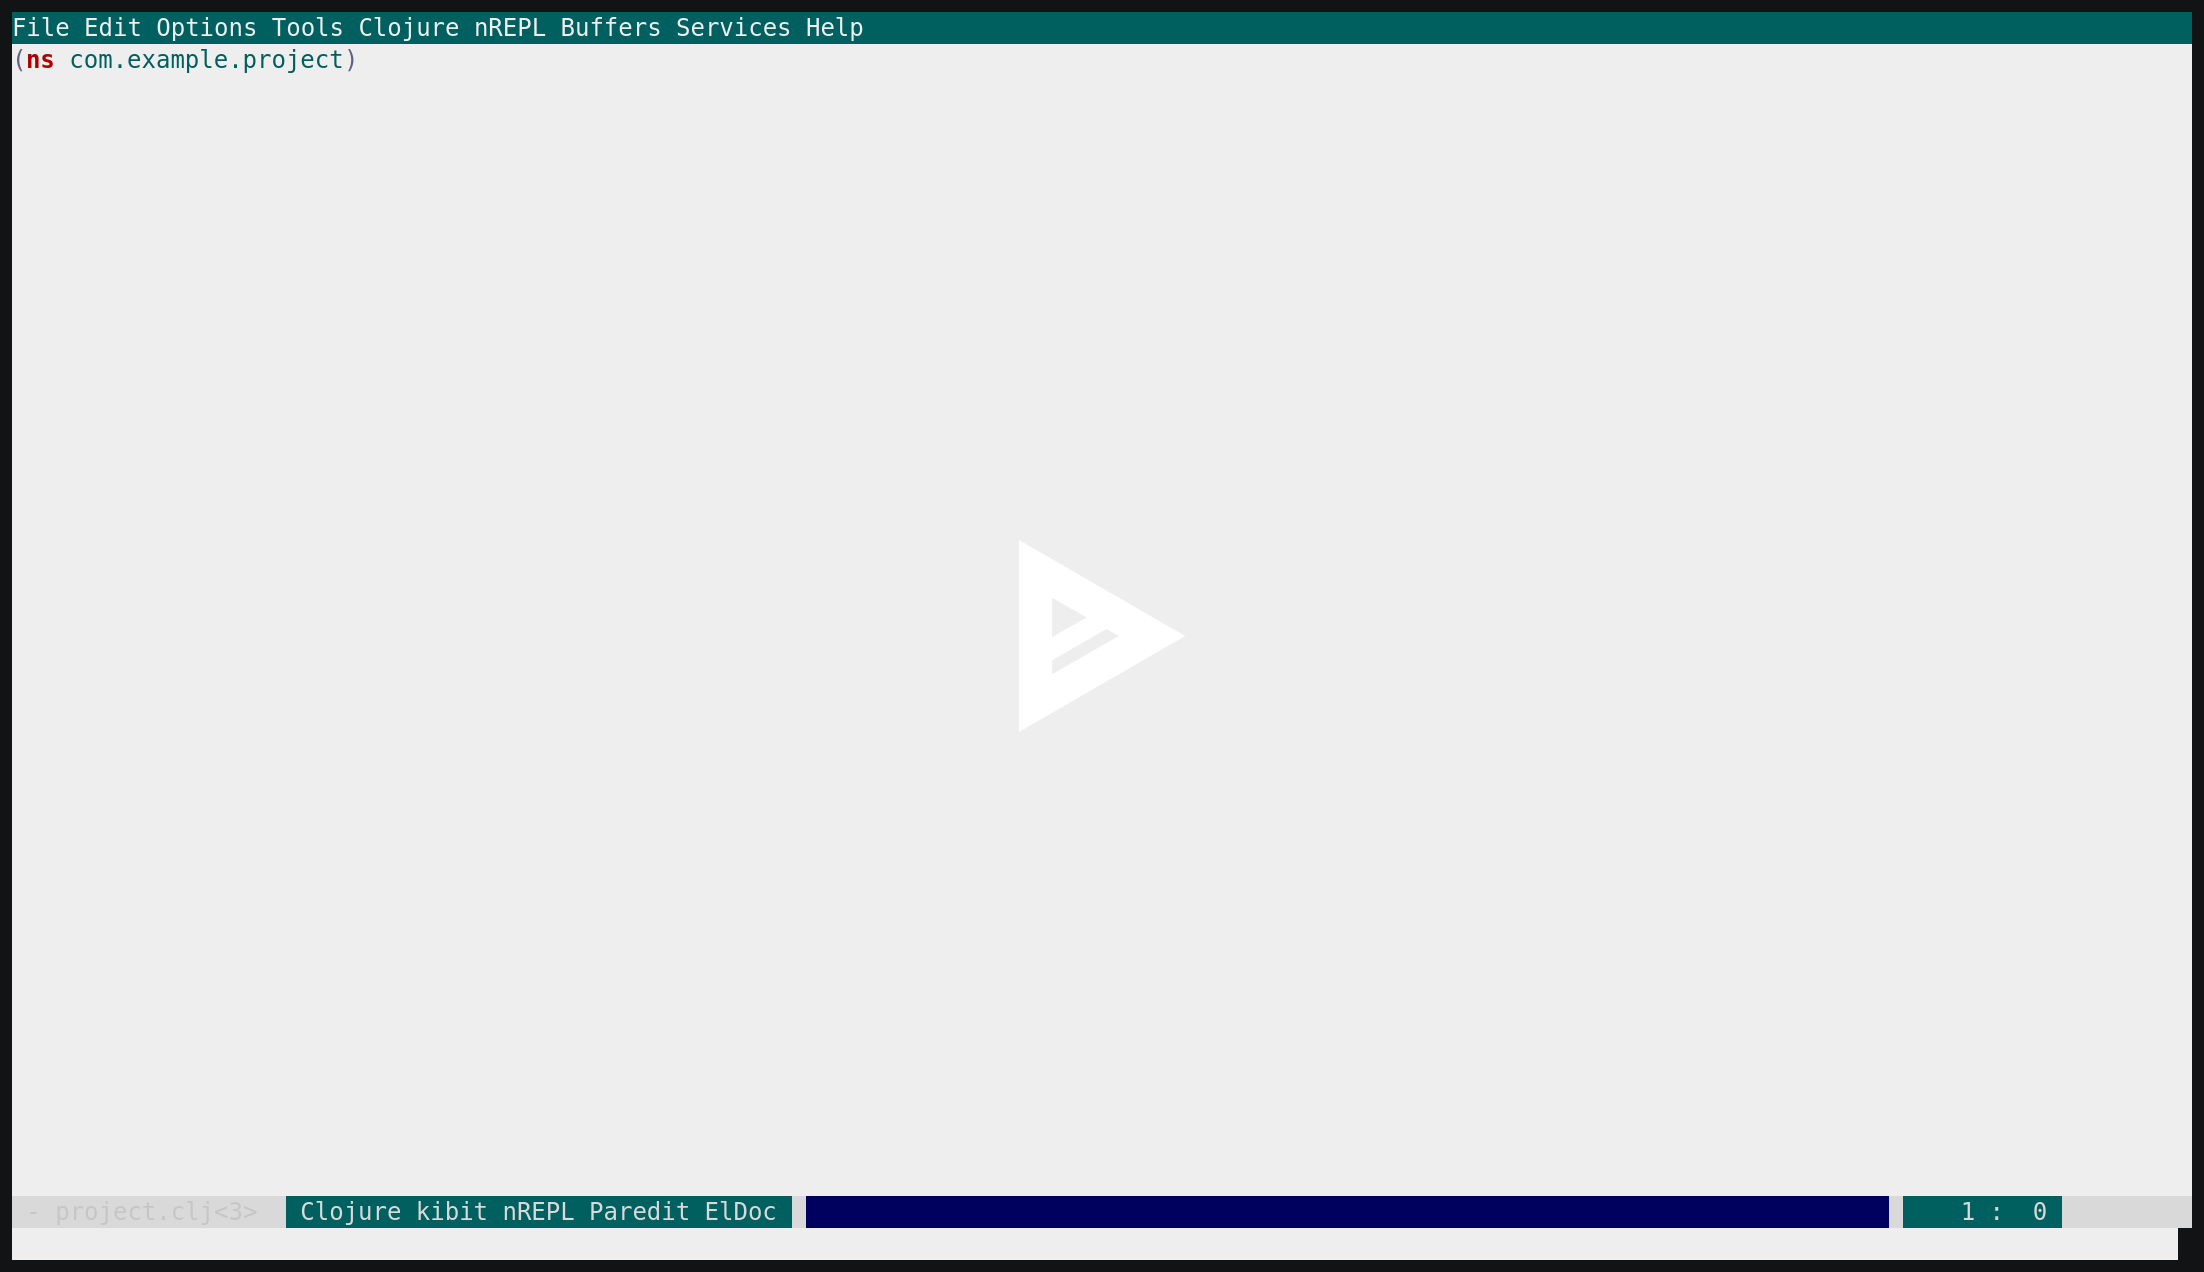 File Edit Options Tools Clojure nREPL Buffers Services Help
(ns com.example.project)
- project.clj<3> Clojure kibit nREPL Paredit ElDoc 1 : 0